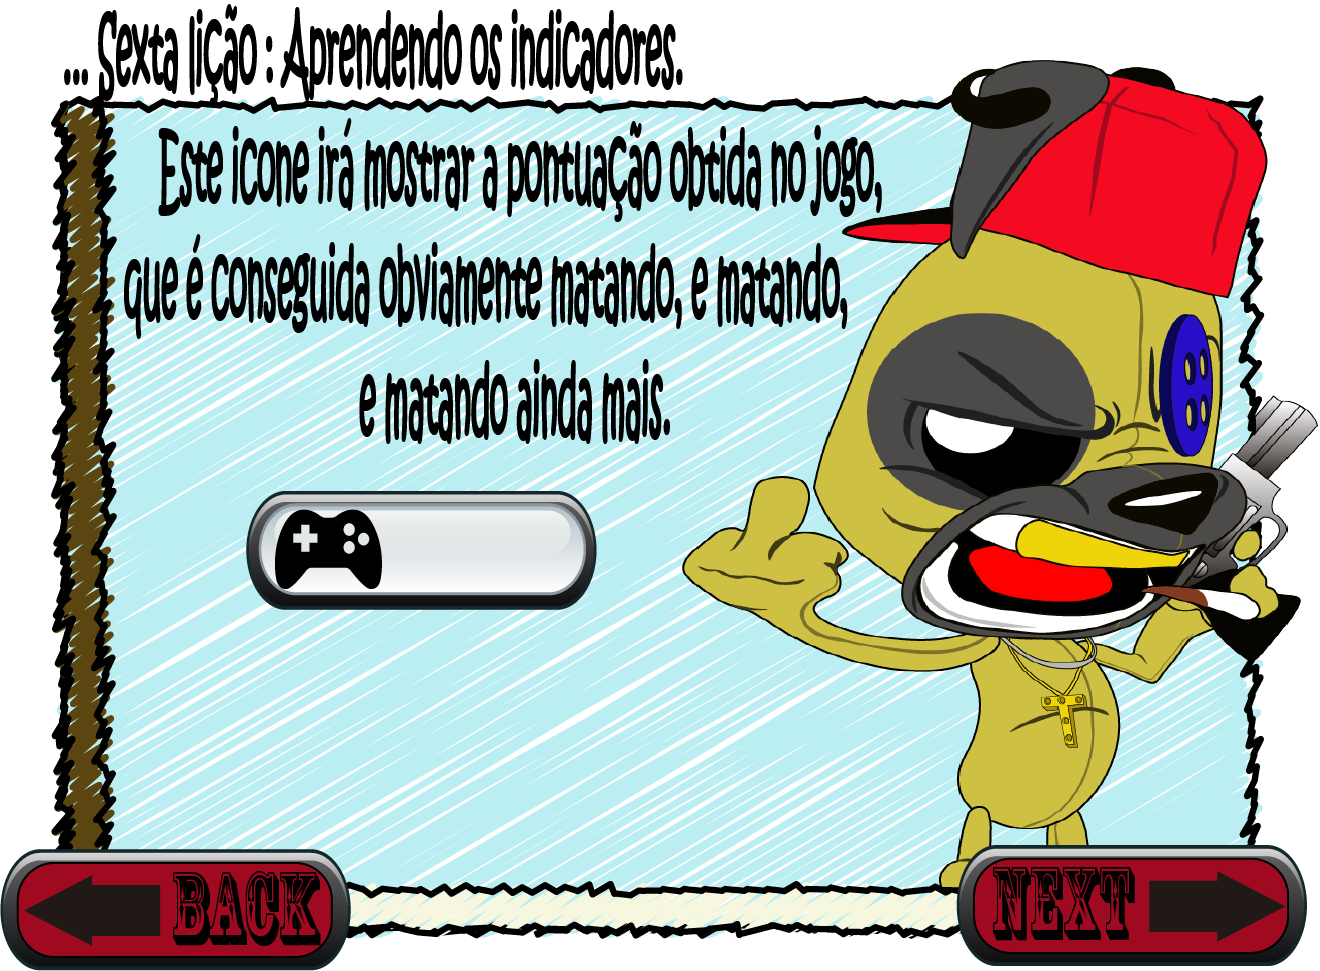 ... Sexta lição : Aprendendo os indicadores.
Este icone irá mostrar a pontuação obtida no jogo,
que é conseguida obviamente matando, e matando,
e matando ainda mais.
T
BACK
NEXT